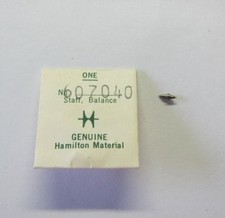 ONE
No 607040
Staff, Balance
GENUINE
Hamilton Material